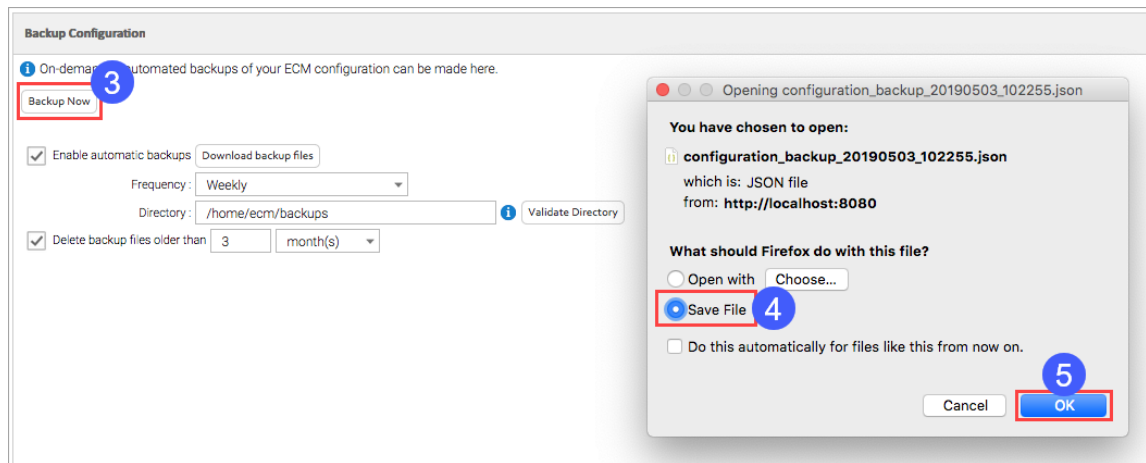 Backup Configuration
On-deman utomated backups of your ECM configuration can be made here.
3
Backup Now
Enable automatic backups Download backup files
Frequency : Weekly
Directory : /home/ecm/backups Validate Directory
Delete backup files older than 3 month(s)
Opening configuration_backup_20190503_102255.json
You have chosen to open:
configuration_backup_20190503_102255.json
which is: JSON file
from: http://localhost:8080
What should Firefox do with this file?
Open with Choose...
Save File 4
Do this automatically for files like this from now on.
5
Cancel OK